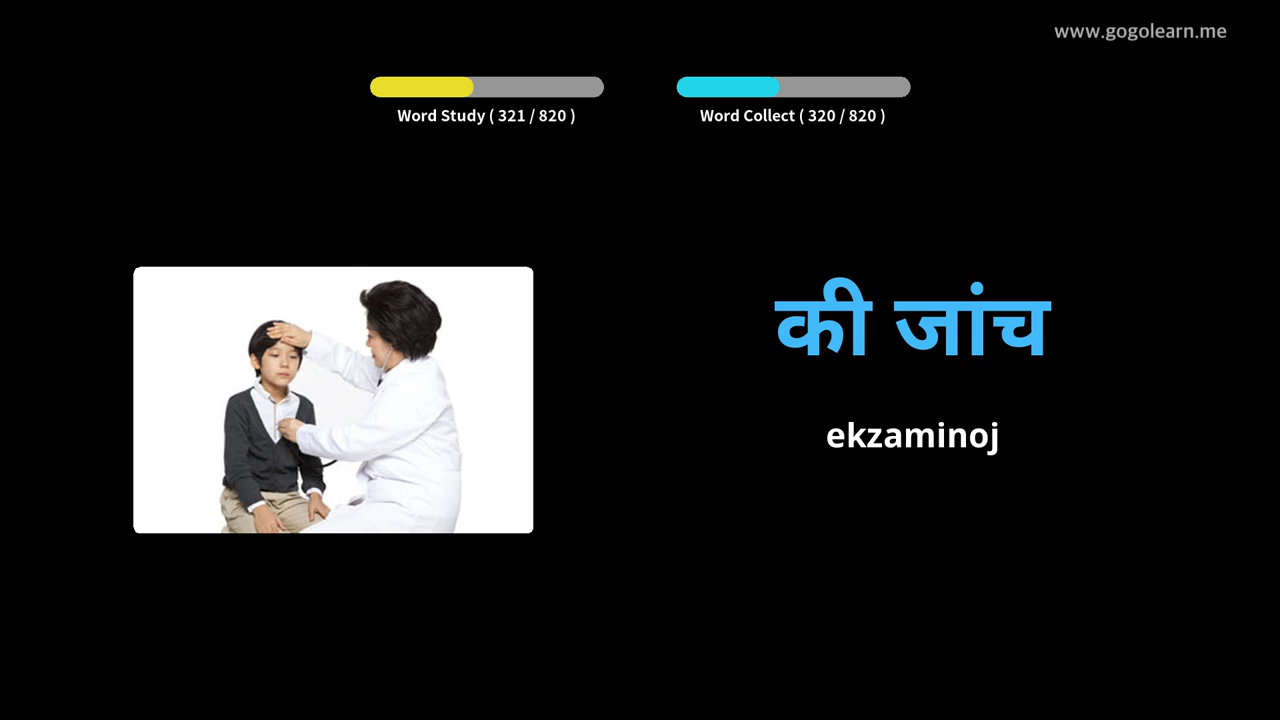 www.gogolearn.me
Word Study ( 321 / 820 )
Word Collect ( 320 / 820 )
की जांच
ekzaminoj